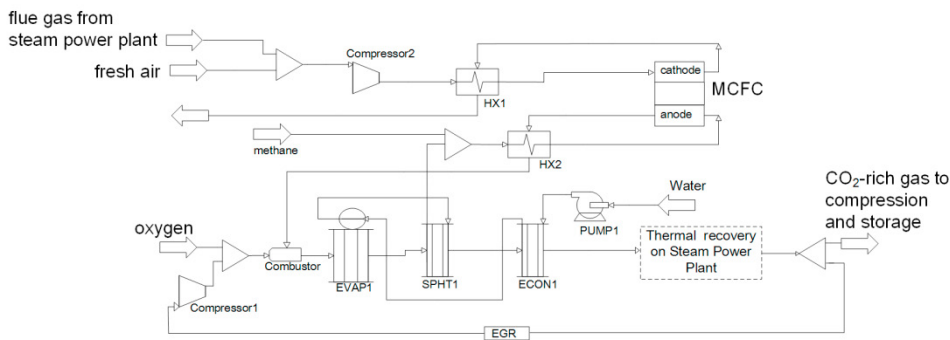 flue gas from
steam power plant
fresh air
Compressor2
HX1
cathode
MCFC
anode
methane
HX2
oxygen
Combustor
Compressor1
EVAP1
SPHT1
ECON1
PUMP1
Water
Thermal recovery
on Steam Power
Plant
CO₂-rich gas to
compression
and storage
EGR